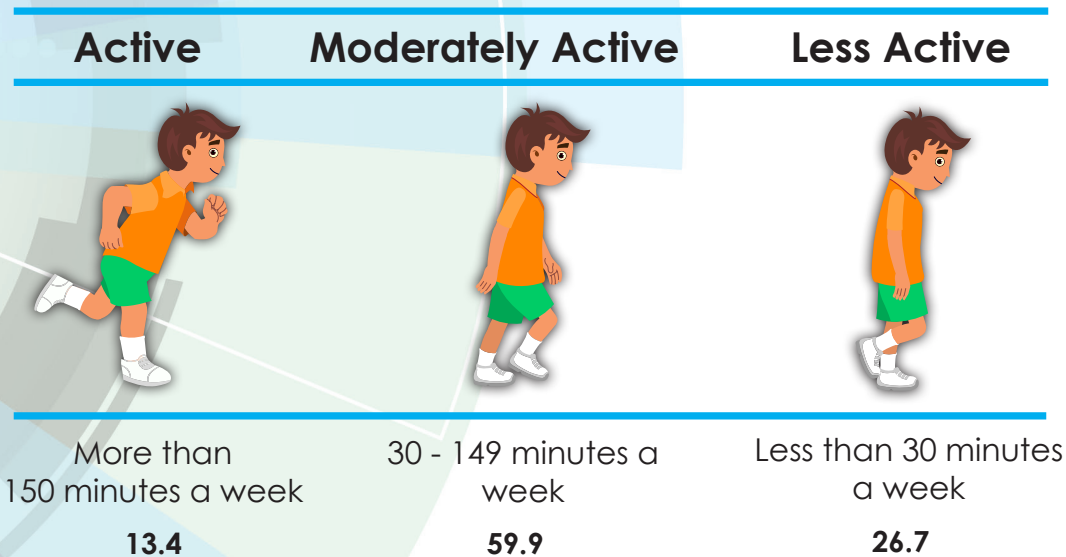 Active
Moderately Active
Less Active
More than
150 minutes a week
30 - 149 minutes a
week
Less than 30 minutes
a week
13.4
59.9
26.7